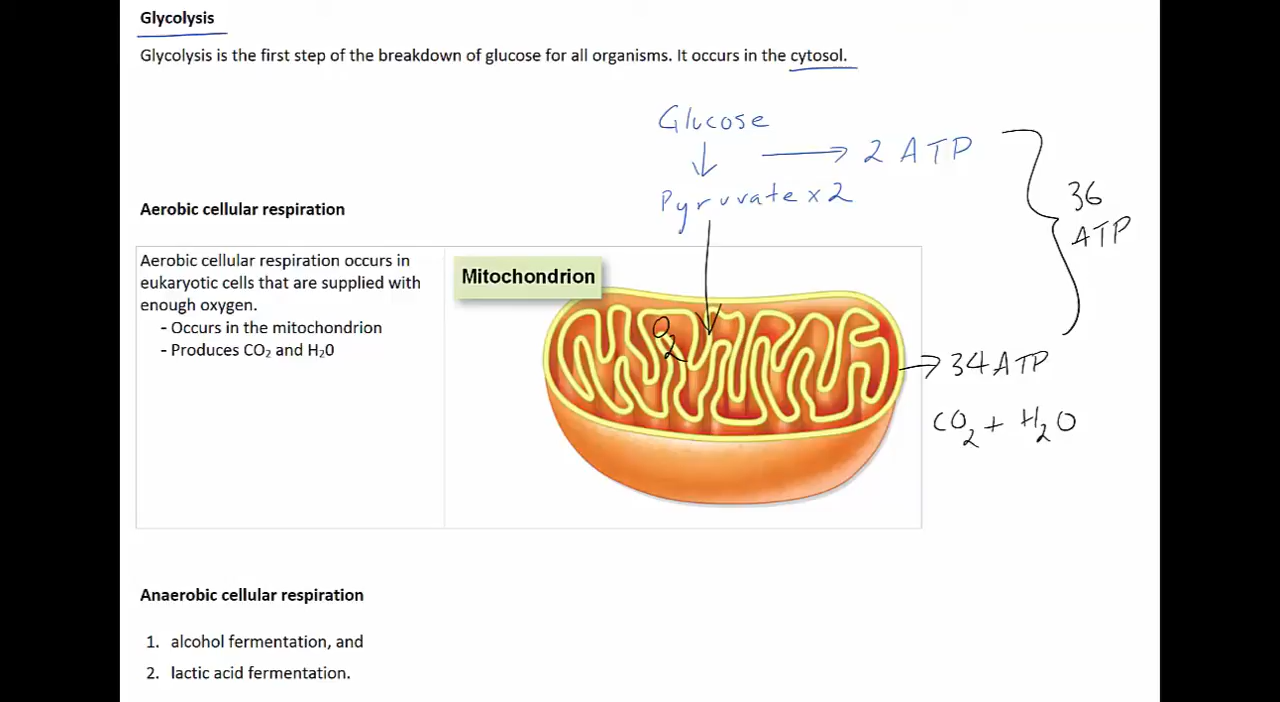 Glycolysis
Glycolysis is the first step of the breakdown of glucose for all organisms. It occurs in the cytosol.
Glucose
2 ATP
Pyruvate x 2
36
ATP
Aerobic cellular respiration
Aerobic cellular respiration occurs in
eukaryotic cells that are supplied with
enough oxygen.
- Occurs in the mitochondrion
- Produces CO₂ and H₂0
Mitochondrion
O₂
34 ATP
CO₂ + H₂O
Anaerobic cellular respiration
1. alcohol fermentation, and
2. lactic acid fermentation.